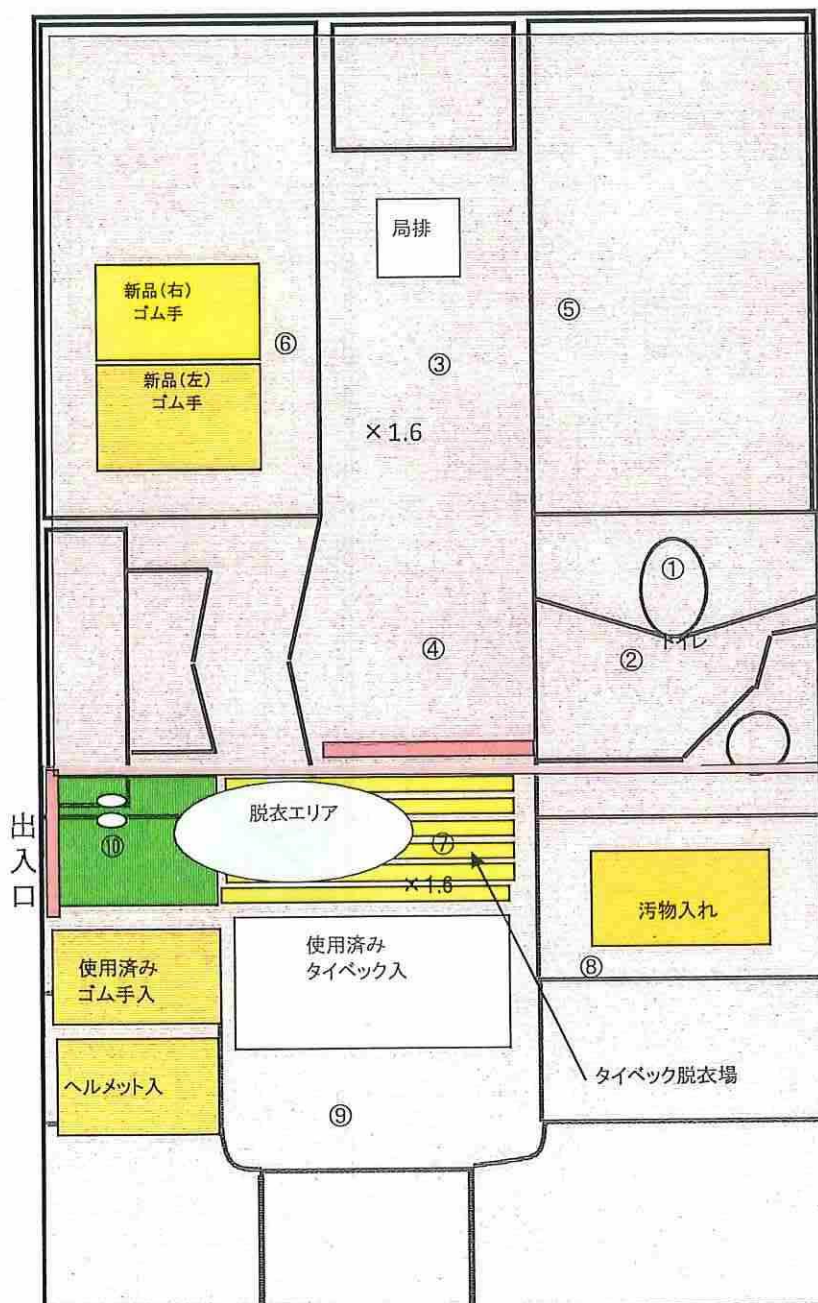 局排
新品(右)
ゴム手
⑤
⑥
③
新品(左)
ゴム手
×1.6
①
④
②
トイレ
出入口
脱衣エリア
⑩
⑦
×1.6
汚物入れ
使用済み
タイベック入
使用済み
ゴム手入
⑧
ヘルメット入
タイベック脱衣場
⑨